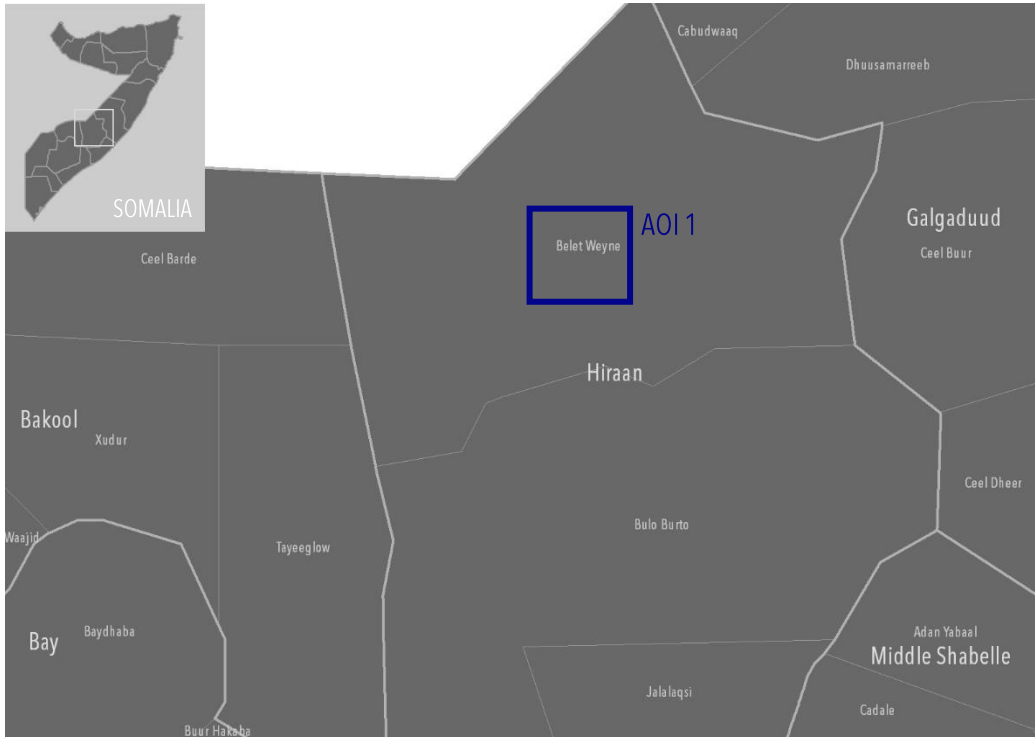 SOMALIA
Cabudwaaq
Dhuusamarreeb
AOI 1
Belet Weyne
Galgaduud
Ceel Buur
Ceel Barde
Hiraan
Bakool
Xudur
Ceel Dheer
Bulo Burto
Waajid
Tayeeglow
Bay
Baydhaba
Adan Yabaal
Middle Shabelle
Jalalaqsi
Cadale
Buur Hakaba